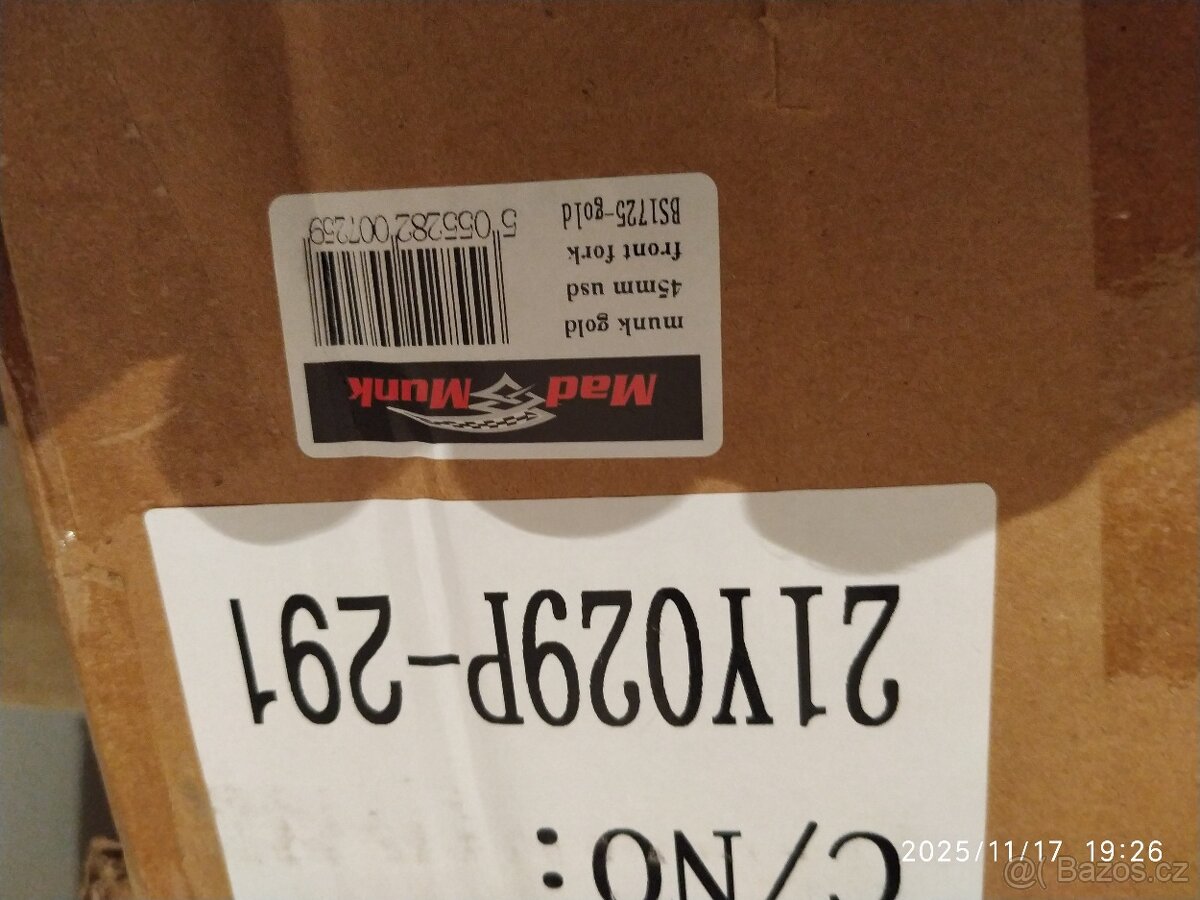 C/NO:
21Y029P-291
Mad Munk
munk gold
45mm usd
front fork
BS1725-gold
5 055282 007259
2025/11/17 19:26
@( Bazos.cz